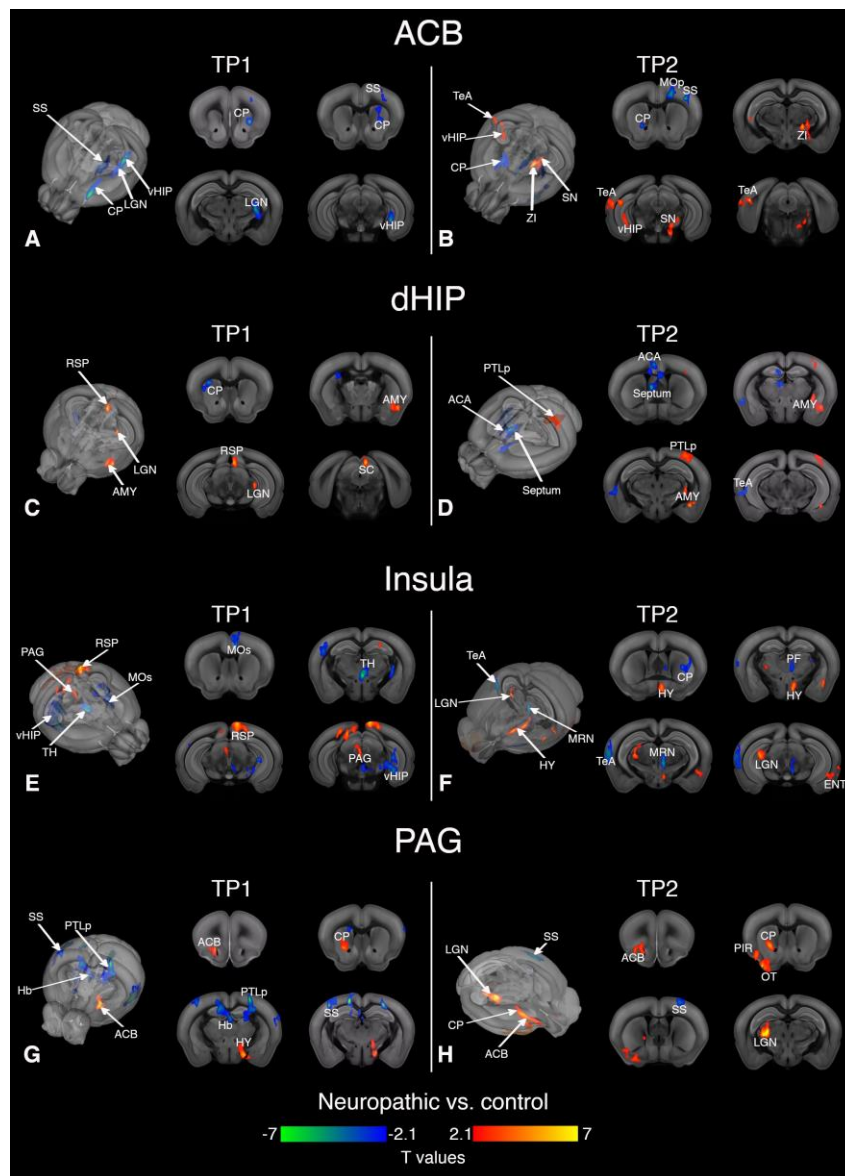 ACB
TP1
TP2
SS
CP
LGN
vHIP
CP
SS
CP
LGN
vHIP
A
TeA
vHIP
CP
ZI
SN
MOp
SS
CP
ZI
TeA
vHIP
SN
TeA
B
dHIP
TP1
TP2
RSP
LGN
AMY
CP
AMY
RSP
LGN
SC
C
PTLp
ACA
Septum
ACA
Septum
AMY
PTLp
AMY
TeA
D
Insula
TP1
TP2
PAG
RSP
MOs
vHIP
TH
MOs
TH
RSP
PAG
vHIP
E
TeA
LGN
MRN
HY
CP
HY
PF
HY
TeA
MRN
LGN
ENT
F
PAG
TP1
TP2
SS
PTLp
Hb
ACB
ACB
CP
PTLp
Hb
HY
SS
G
LGN
SS
CP
ACB
ACB
CP
PIR
OT
SS
LGN
H
Neuropathic vs. control
-7 -2.1 2.1 7
T values